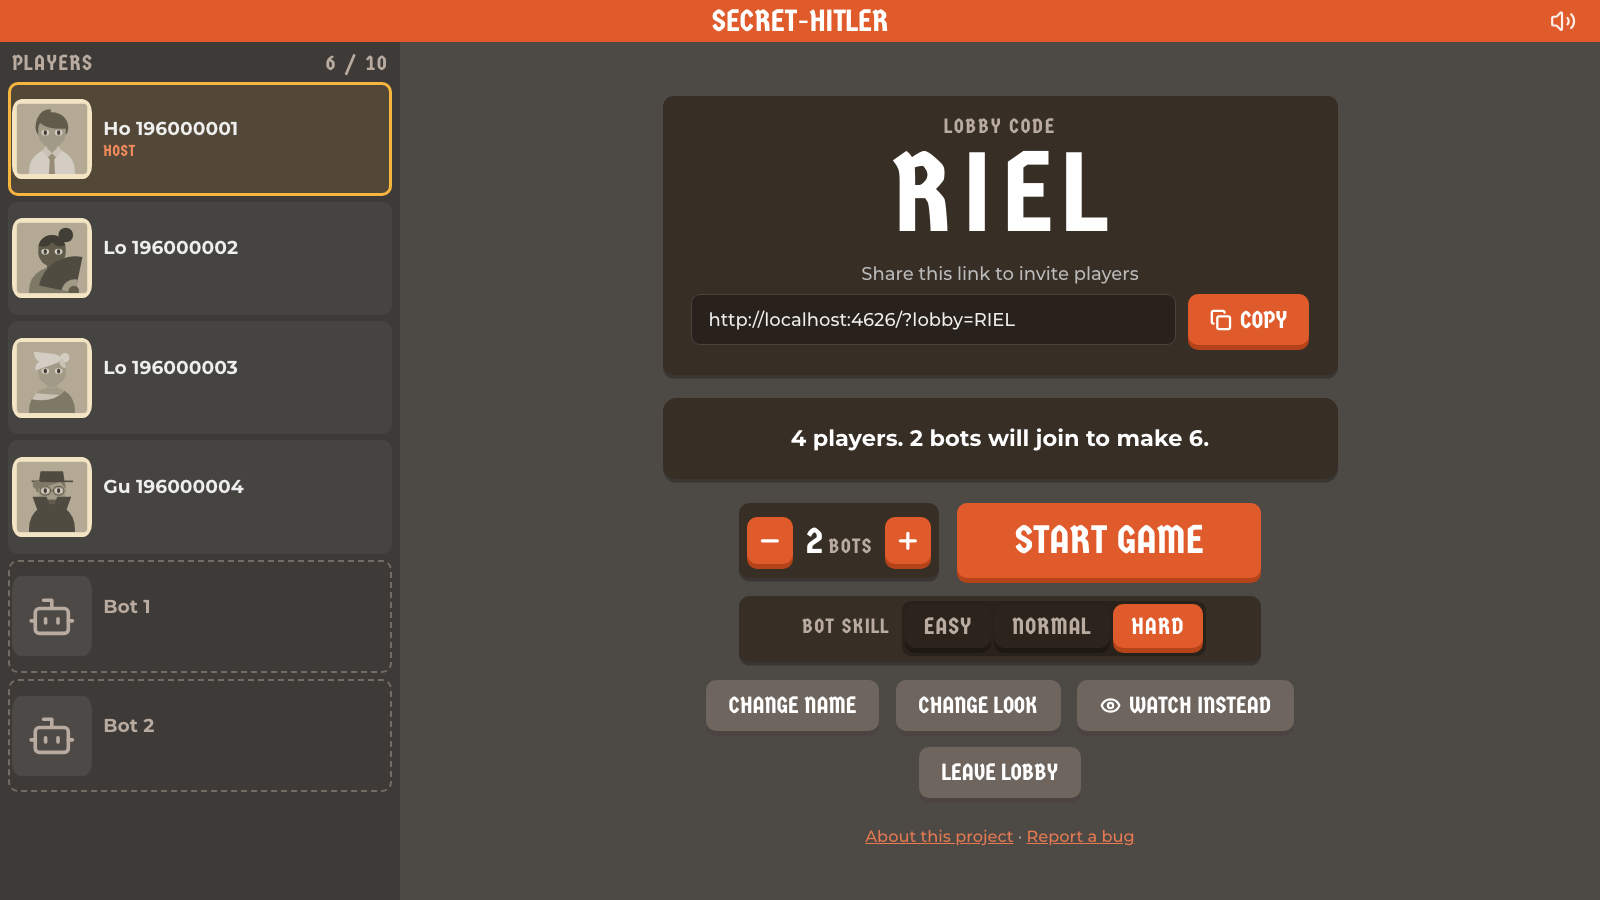 SECRET-HITLER
PLAYERS 6 / 10
Ho 196000001
HOST
Lo 196000002
Lo 196000003
Gu 196000004
Bot 1
Bot 2
LOBBY CODE
RIEL
Share this link to invite players
http://localhost:4626/?lobby=RIEL COPY
4 players. 2 bots will join to make 6.
2 BOTS START GAME
BOT SKILL EASY NORMAL HARD
CHANGE NAME CHANGE LOOK WATCH INSTEAD
LEAVE LOBBY
About this project · Report a bug